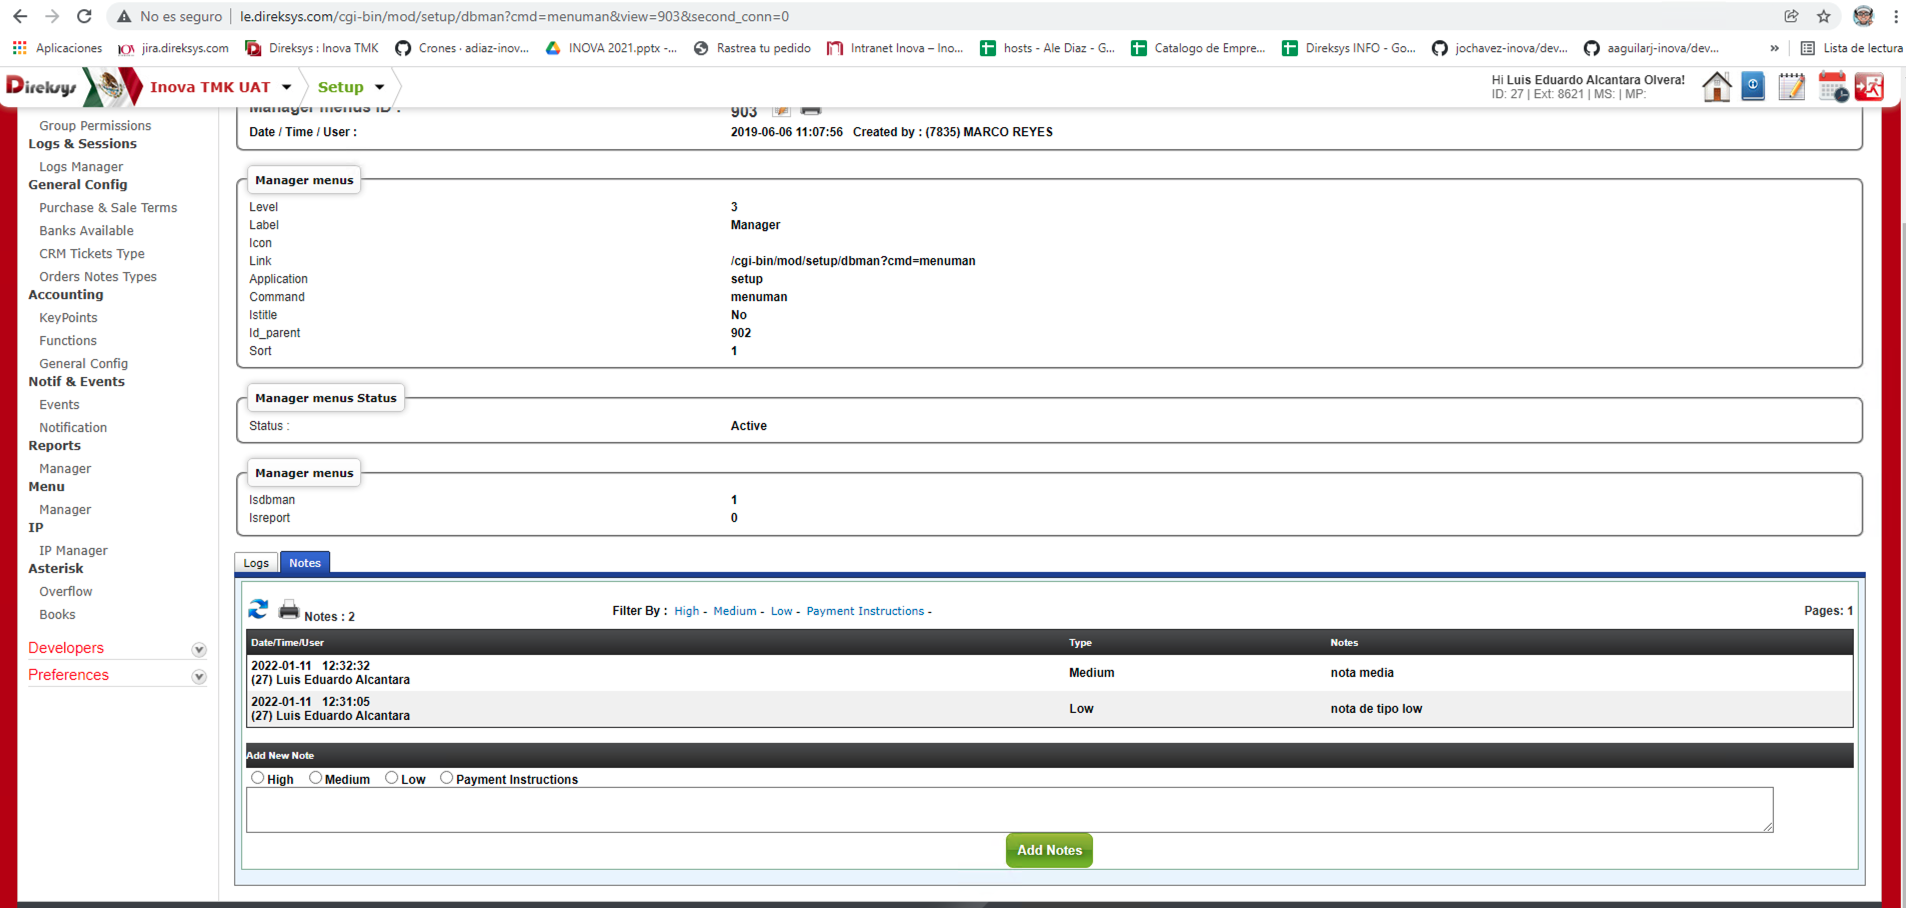 No es seguro | le.direksys.com/cgi-bin/mod/setup/dbman?cmd=menuman&view=903&second_conn=0
Aplicaciones jira.direksys.com Direksys : Inova TMK Crones · adiaz-inov... INOVA 2021.pptx -... Rastrea tu pedido Intranet Inova – Ino... hosts - Ale Diaz - G... Catalogo de Empre... Direksys INFO - Go... jochavez-inova/dev... aaguilarj-inova/dev... » Lista de lectura
Direksys Inova TMK UAT Setup
Hi Luis Eduardo Alcantara Olvera!
ID: 27 | Ext: 8621 | MS: | MP:
Group Permissions
Logs & Sessions
Logs Manager
General Config
Purchase & Sale Terms
Banks Available
CRM Tickets Type
Orders Notes Types
Accounting
KeyPoints
Functions
General Config
Notif & Events
Events
Notification
Reports
Manager
Menu
Manager
IP
IP Manager
Asterisk
Overflow
Books
Developers
Preferences
Manager menus ID : 903
Date / Time / User : 2019-06-06 11:07:56 Created by : (7835) MARCO REYES
Manager menus
Level 3
Label Manager
Icon
Link /cgi-bin/mod/setup/dbman?cmd=menuman
Application setup
Command menuman
Istitle No
Id_parent 902
Sort 1
Manager menus Status
Status : Active
Manager menus
Isdbman 1
Isreport 0
Logs Notes
Notes : 2 Filter By : High - Medium - Low - Payment Instructions - Pages: 1
Date/Time/User Type Notes
2022-01-11 12:32:32
(27) Luis Eduardo Alcantara Medium nota media
2022-01-11 12:31:05
(27) Luis Eduardo Alcantara Low nota de tipo low
Add New Note
High Medium Low Payment Instructions
Add Notes